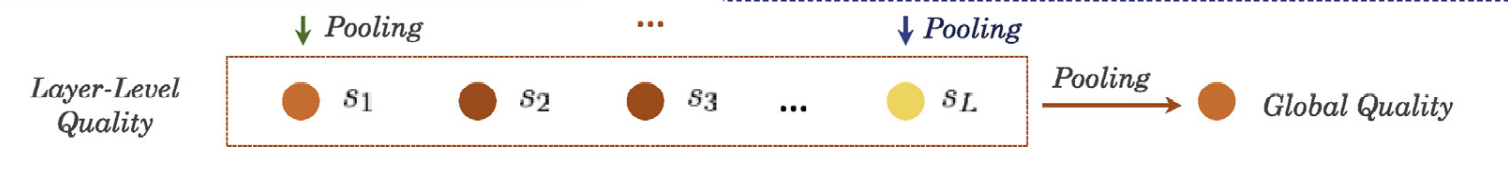 Pooling ... Pooling
Layer-Level
Quality
s1 s2 s3 ... sL
Pooling
Global Quality